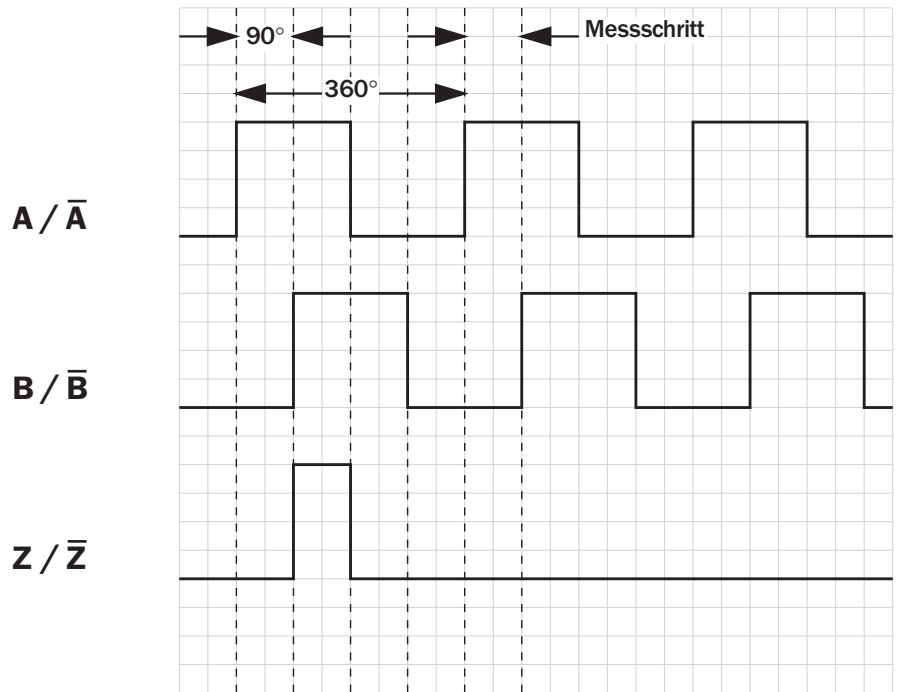 90° Messschritt
360°
A / A̅
B / B̅
Z / Z̅